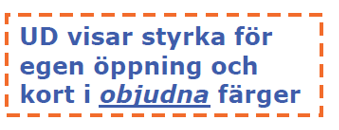 UD visar styrka för
egen öppning och
kort i objudna färger